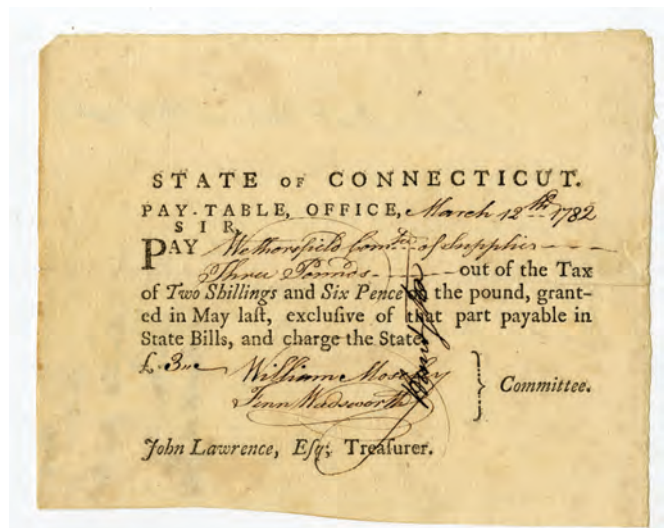 STATE OF CONNECTICUT.
PAY-TABLE, OFFICE, March 12th 1782
SIR,
PAY Wethersfield Comtee of Supplies
Three Pounds out of the Tax
of Two Shillings and Six Pence on the pound, grant-
ed in May laſt, excluſive of that part payable in
State Bills, and charge the State.
£.3
William Moseley
Fenn Wadsworth
Committee.
John Lawrence, Eſq; Treaſurer.